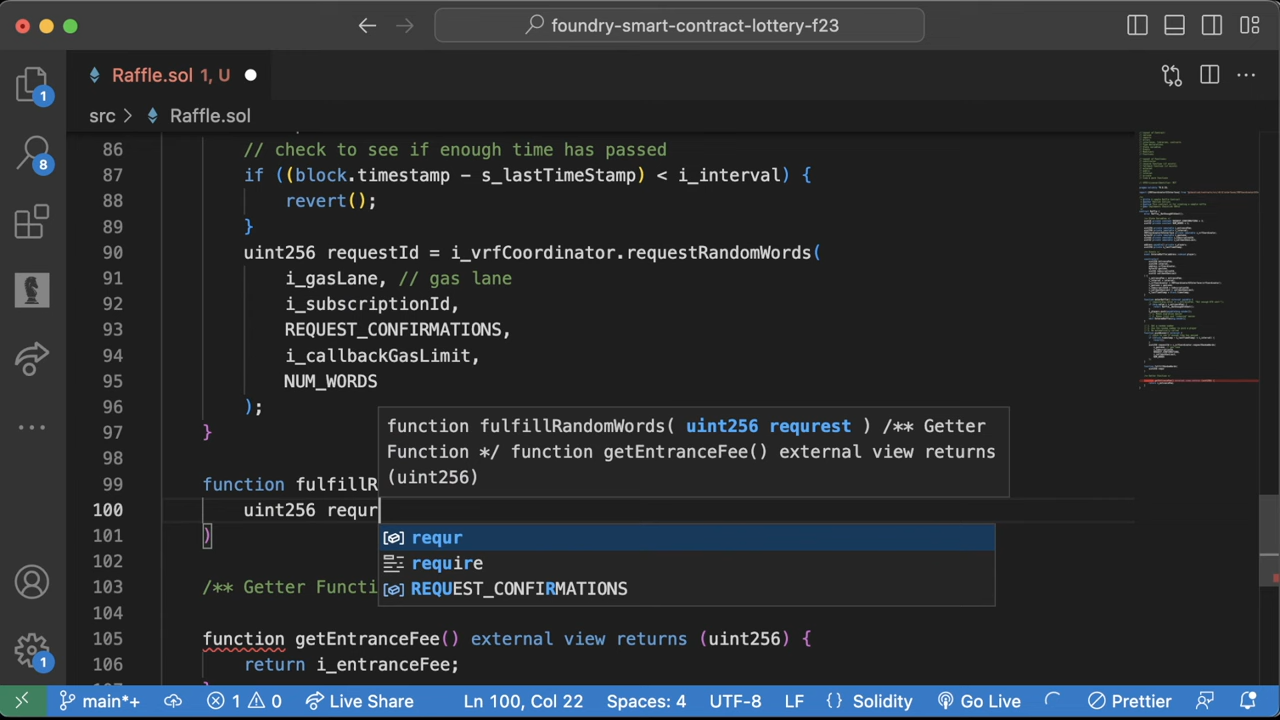 foundry-smart-contract-lottery-f23
Raffle.sol 1, U
src > Raffle.sol
86 // check to see if enough time has passed
87 if ((block.timestamp - s_lastTimeStamp) < i_interval) {
88 revert();
89 }
90 uint256 requestId = i_vrfCoordinator.requestRandomWords(
91 i_gasLane, // gas lane
92 i_subscriptionId,
93 REQUEST_CONFIRMATIONS,
94 i_callbackGasLimit,
95 NUM_WORDS
96 );
97 }
98
99 function fulfillR
100 uint256 requr
101 )
102
103 /** Getter Functi
104
105 function getEntranceFee() external view returns (uint256) {
106 return i_entranceFee;
function fulfillRandomWords( uint256 requrest ) /** Getter
Function */ function getEntranceFee() external view returns
(uint256)
requr
require
REQUEST_CONFIRMATIONS
1
8
1
main*+ 1 0 Live Share Ln 100, Col 22 Spaces: 4 UTF-8 LF {} Solidity Go Live Prettier